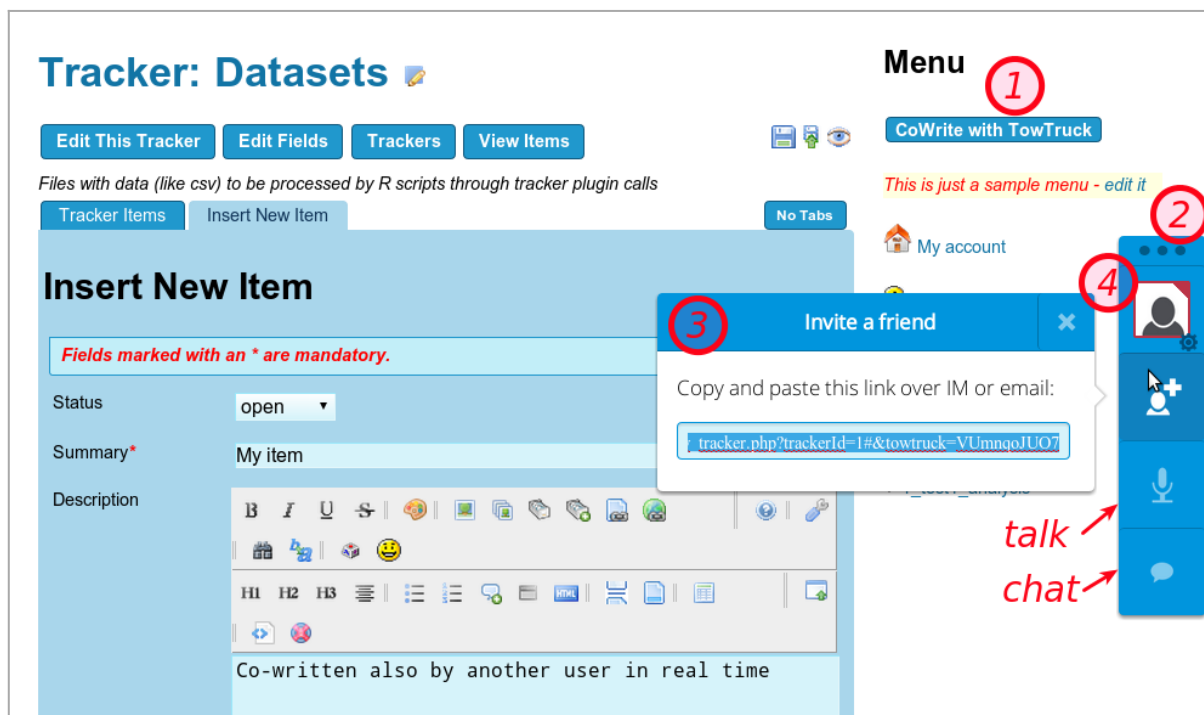 Tracker: Datasets
Menu
1
Edit This Tracker
Edit Fields
Trackers
View Items
CoWrite with TowTruck
Files with data (like csv) to be processed by R scripts through tracker plugin calls
This is just a sample menu - edit it
Tracker Items
Insert New Item
No Tabs
2
My account
Insert New Item
4
3
Invite a friend
Fields marked with an * are mandatory.
Copy and paste this link over IM or email:
Status
open
_tracker.php?trackerId=1#&towtruck=VUmnqoJUO7
Summary*
My item
Description
B I U S
talk
H1 H2 H3
HTML
chat
Co-written also by another user in real time